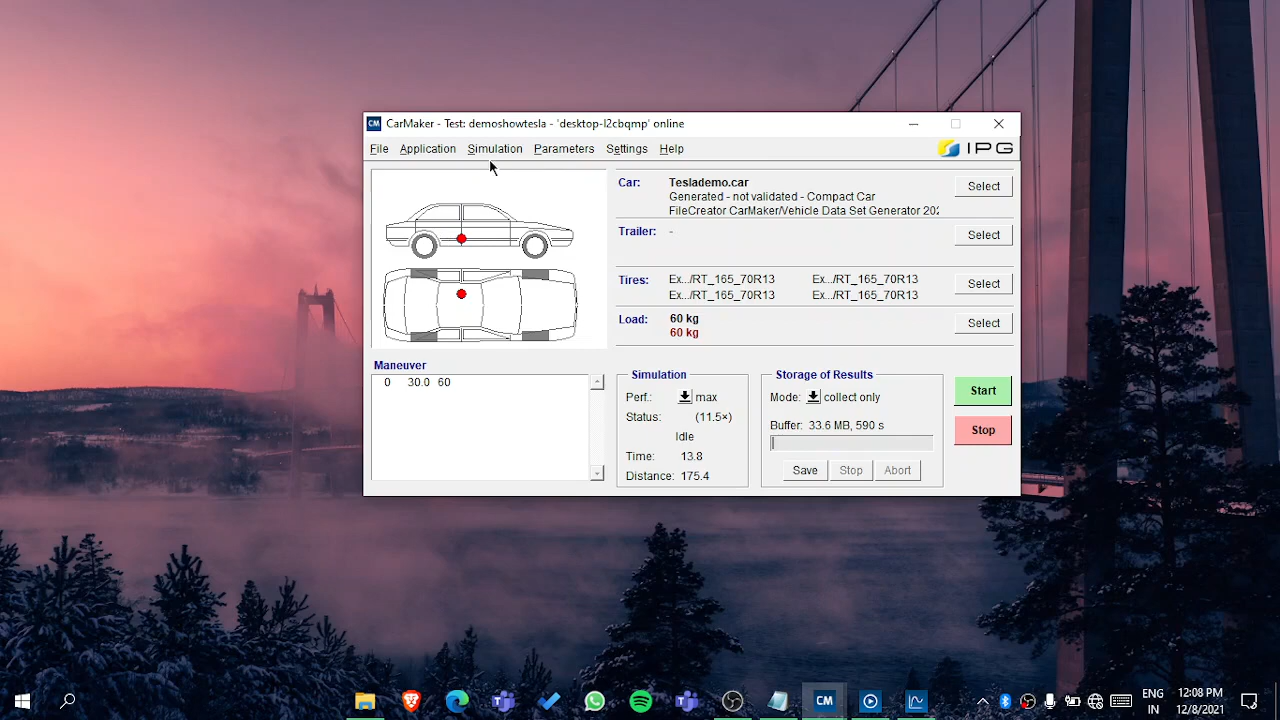 CM CarMaker - Test: demoshowtesla - 'desktop-l2cbqmp' online
File Application Simulation Parameters Settings Help
IPG
Car: Teslademo.car Select
Generated - not validated - Compact Car
FileCreator CarMaker/Vehicle Data Set Generator 202
Trailer: - Select
Tires: Ex.../RT_165_70R13 Ex.../RT_165_70R13 Select
Ex.../RT_165_70R13 Ex.../RT_165_70R13
Load: 60 kg Select
60 kg
Maneuver
0 30.0 60
Simulation
Perf.: max
Status: (11.5×)
Idle
Time: 13.8
Distance: 175.4
Storage of Results
Mode: collect only
Buffer: 33.6 MB, 590 s
Save Stop Abort
Start
Stop
CM
ENG
IN
12:08 PM
12/8/2021